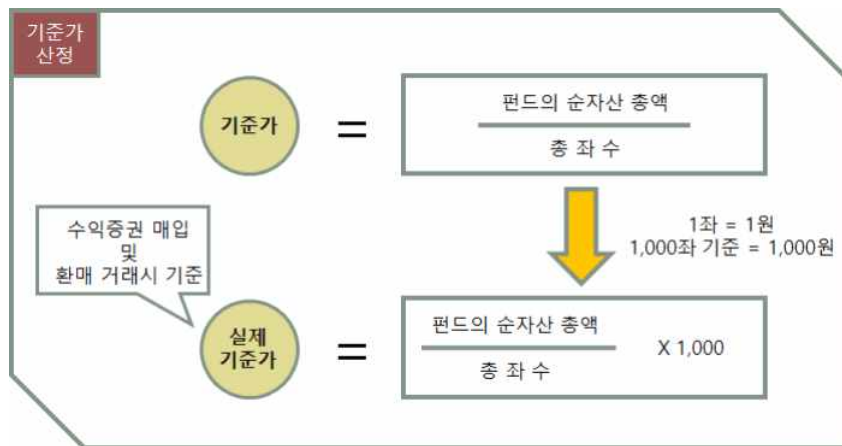 기준가
산정
기준가
=
펀드의 순자산 총액
총 좌 수
수익증권 매입
및
환매 거래시 기준
1좌 = 1원
1,000좌 기준 = 1,000원
실제
기준가
=
펀드의 순자산 총액
총 좌 수
X 1,000